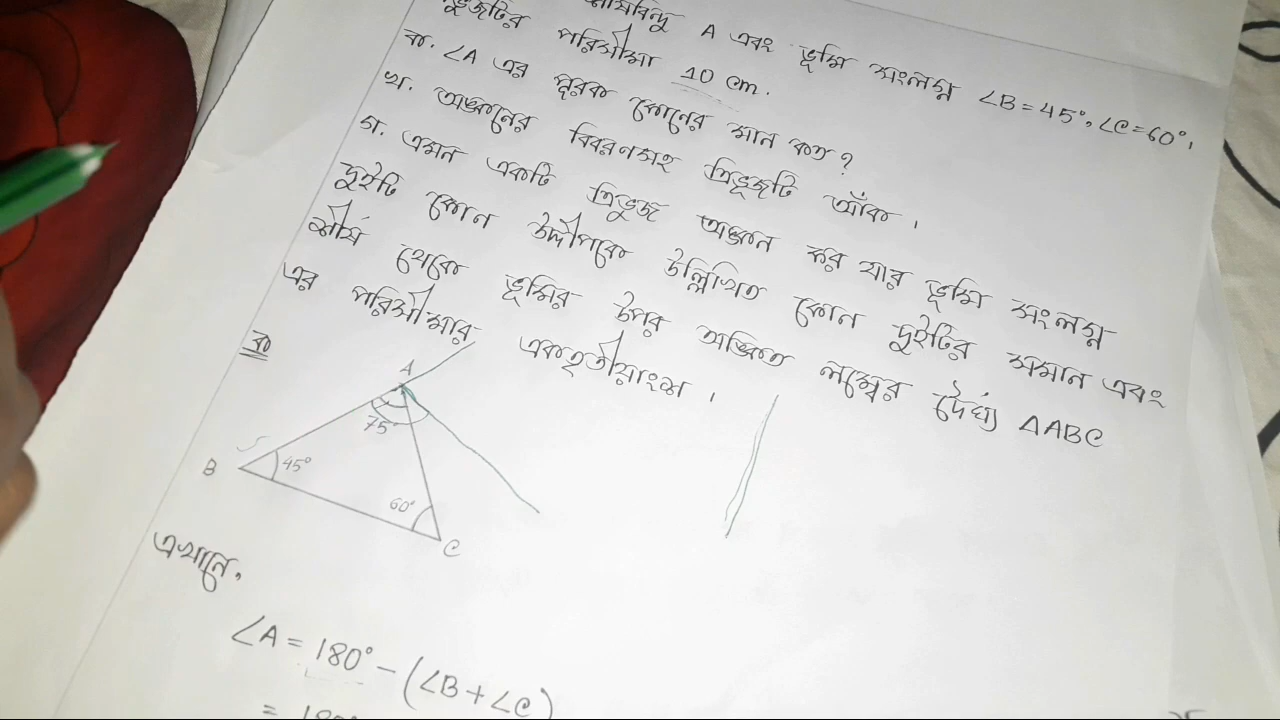 শীর্ষবিন্দু A এবং ভূমি সংলগ্ন ∠B=45°, ∠C=60°,
ভুজটির পরিসীমা 10 cm.
ক. ∠A এর পূরক কোনের মান কত?
খ. অঙ্কনের বিবরণসহ ত্রিভূজটি আঁক।
গ. এমন একটি ত্রিভুজ অঙ্কন কর যার ভূমি সংলগ্ন
দুইটি কোন উদ্দীপকে উল্লিখিত কোন দুইটির সমান এবং
শীর্ষ থেকে ভূমির উপর অঙ্কিত লম্বের দৈর্ঘ্য ΔABC
এর পরিসীমার একতৃতীয়াংশ।
ক
A
75°
B
45°
60°
C
এখানে,
∠A = 180° - (∠B + ∠C)